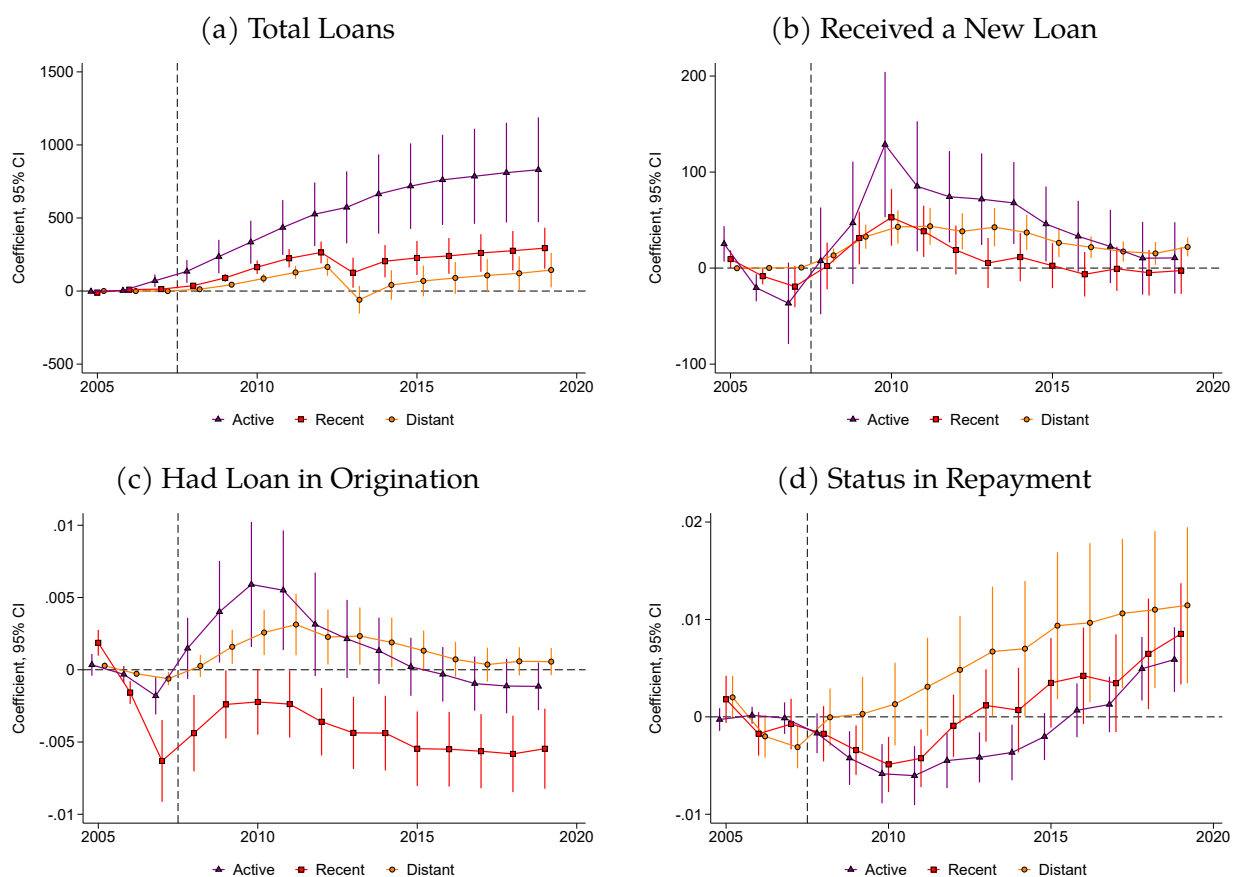 (a) Total Loans
Coefficient, 95% CI
1500
1000
500
0
-500
2005 2010 2015 2020
Active Recent Distant
(b) Received a New Loan
Coefficient, 95% CI
200
100
0
-100
2005 2010 2015 2020
Active Recent Distant
(c) Had Loan in Origination
Coefficient, 95% CI
.01
.005
0
-.005
-.01
2005 2010 2015 2020
Active Recent Distant
(d) Status in Repayment
Coefficient, 95% CI
.02
.01
0
-.01
2005 2010 2015 2020
Active Recent Distant